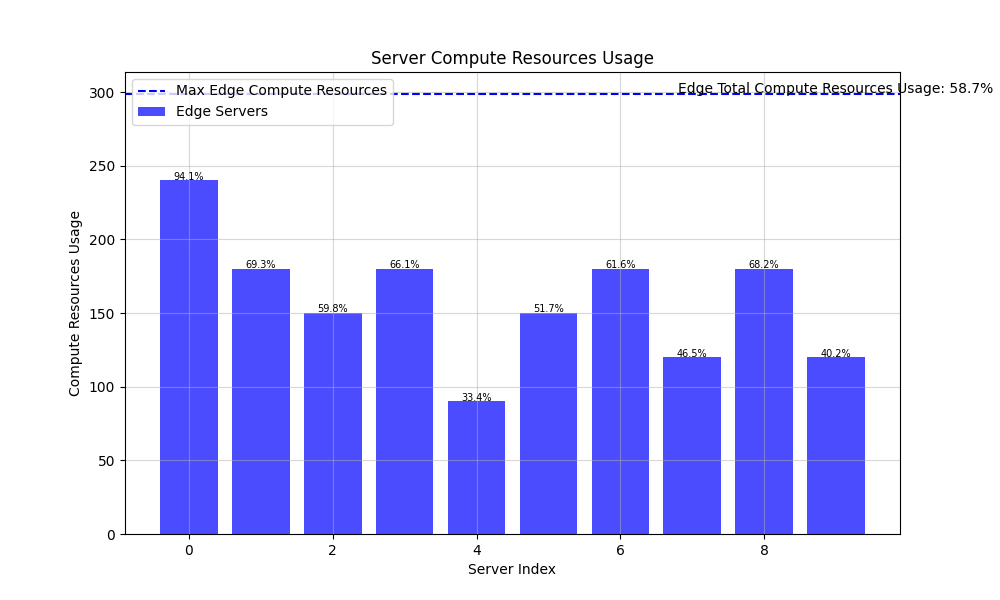 Server Compute Resources Usage
Max Edge Compute Resources
Edge Servers
Edge Total Compute Resources Usage: 58.7%
Compute Resources Usage
300
250
200
150
100
50
0
94.1%
69.3%
59.8%
66.1%
33.4%
51.7%
61.6%
46.5%
68.2%
40.2%
0 2 4 6 8
Server Index